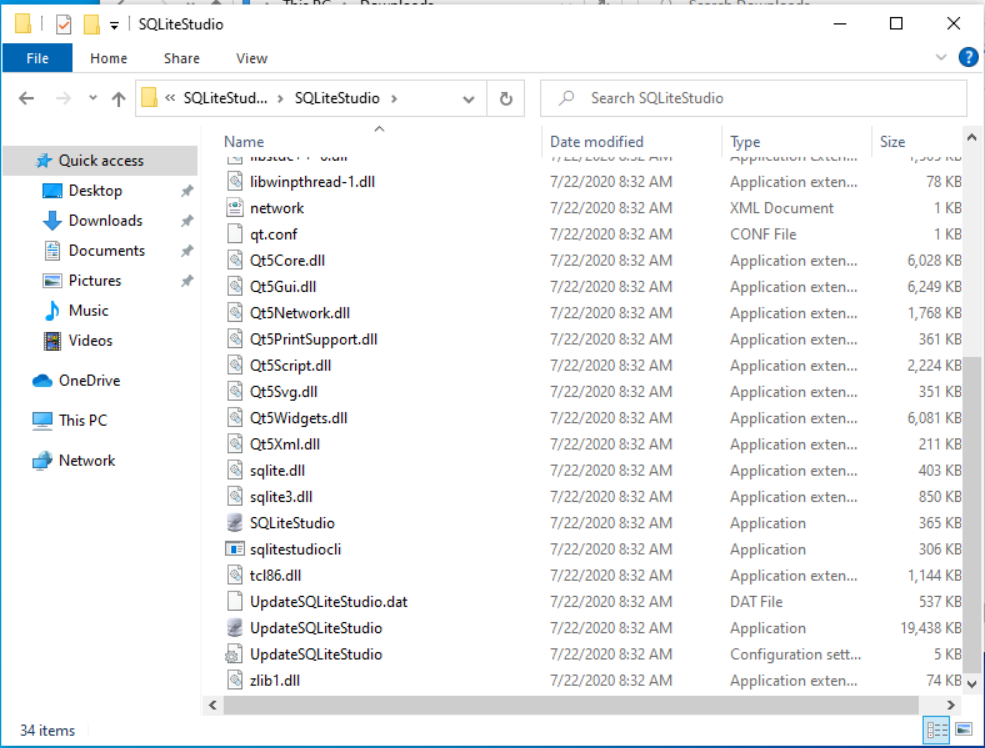 SQLiteStudio
File Home Share View
« SQLiteStud... › SQLiteStudio ›
Search SQLiteStudio
Name Date modified Type Size
Quick access
Desktop
Downloads
Documents
Pictures
Music
Videos
OneDrive
This PC
Network
libwinpthread-1.dll 7/22/2020 8:32 AM Application exten... 78 KB
network 7/22/2020 8:32 AM XML Document 1 KB
qt.conf 7/22/2020 8:32 AM CONF File 1 KB
Qt5Core.dll 7/22/2020 8:32 AM Application exten... 6,028 KB
Qt5Gui.dll 7/22/2020 8:32 AM Application exten... 6,249 KB
Qt5Network.dll 7/22/2020 8:32 AM Application exten... 1,768 KB
Qt5PrintSupport.dll 7/22/2020 8:32 AM Application exten... 361 KB
Qt5Script.dll 7/22/2020 8:32 AM Application exten... 2,224 KB
Qt5Svg.dll 7/22/2020 8:32 AM Application exten... 351 KB
Qt5Widgets.dll 7/22/2020 8:32 AM Application exten... 6,081 KB
Qt5Xml.dll 7/22/2020 8:32 AM Application exten... 211 KB
sqlite.dll 7/22/2020 8:32 AM Application exten... 403 KB
sqlite3.dll 7/22/2020 8:32 AM Application exten... 850 KB
SQLiteStudio 7/22/2020 8:32 AM Application 365 KB
sqlitestudiocli 7/22/2020 8:32 AM Application 306 KB
tcl86.dll 7/22/2020 8:32 AM Application exten... 1,144 KB
UpdateSQLiteStudio.dat 7/22/2020 8:32 AM DAT File 537 KB
UpdateSQLiteStudio 7/22/2020 8:32 AM Application 19,438 KB
UpdateSQLiteStudio 7/22/2020 8:32 AM Configuration sett... 5 KB
zlib1.dll 7/22/2020 8:32 AM Application exten... 74 KB
34 items